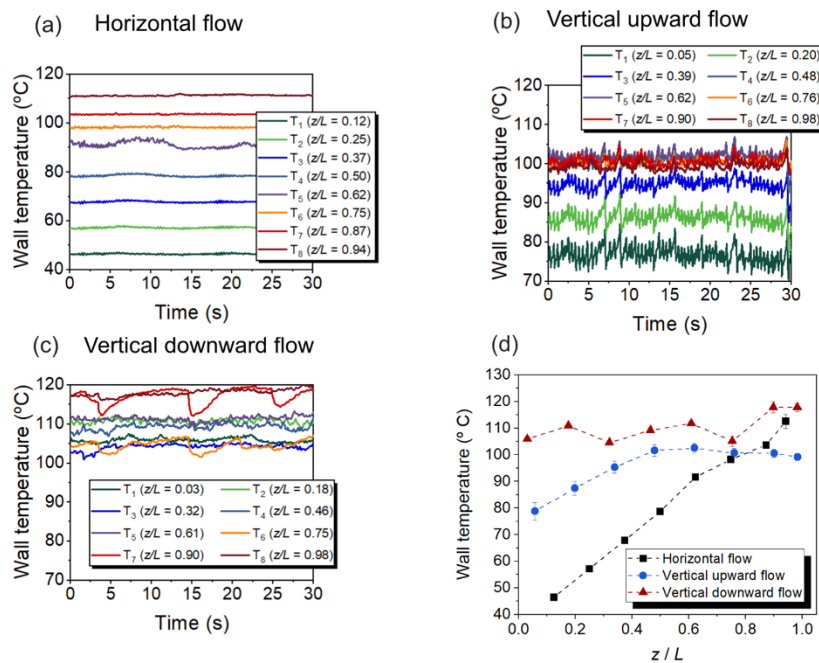 (a) Horizontal flow
Wall temperature (ºC)
120
100
80
60
40
0 5 10 15 20 25 30
Time (s)
T1 (z/L = 0.12)
T2 (z/L = 0.25)
T3 (z/L = 0.37)
T4 (z/L = 0.50)
T5 (z/L = 0.62)
T6 (z/L = 0.75)
T7 (z/L = 0.87)
T8 (z/L = 0.94)
(b) Vertical upward flow
T1 (z/L = 0.05) T2 (z/L = 0.20)
T3 (z/L = 0.39) T4 (z/L = 0.48)
T5 (z/L = 0.62) T6 (z/L = 0.76)
T7 (z/L = 0.90) T8 (z/L = 0.98)
Wall temperature (ºC)
120
110
100
90
80
70
0 5 10 15 20 25 30
Time (s)
(c) Vertical downward flow
Wall temperature (ºC)
120
110
100
90
80
70
0 5 10 15 20 25 30
Time (s)
T1 (z/L = 0.03) T2 (z/L = 0.18)
T3 (z/L = 0.32) T4 (z/L = 0.46)
T5 (z/L = 0.61) T6 (z/L = 0.75)
T7 (z/L = 0.90) T8 (z/L = 0.98)
(d)
Wall temperature (º C)
130
120
110
100
90
80
70
60
50
40
0.0 0.2 0.4 0.6 0.8 1.0
z / L
Horizontal flow
Vertical upward flow
Vertical downward flow